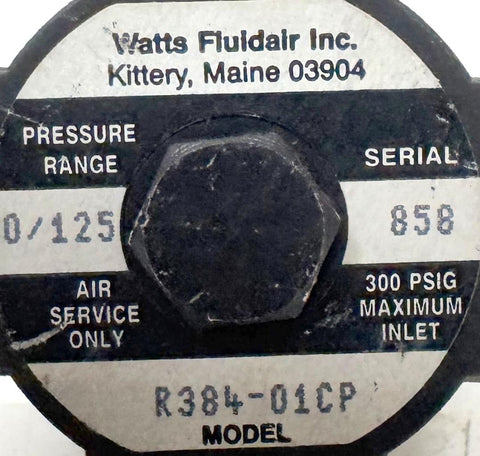 Watts Fluidair Inc.
Kittery, Maine 03904
PRESSURE
RANGE
0/125
AIR
SERVICE
ONLY
SERIAL
858
300 PSIG
MAXIMUM
INLET
R384-01CP
MODEL